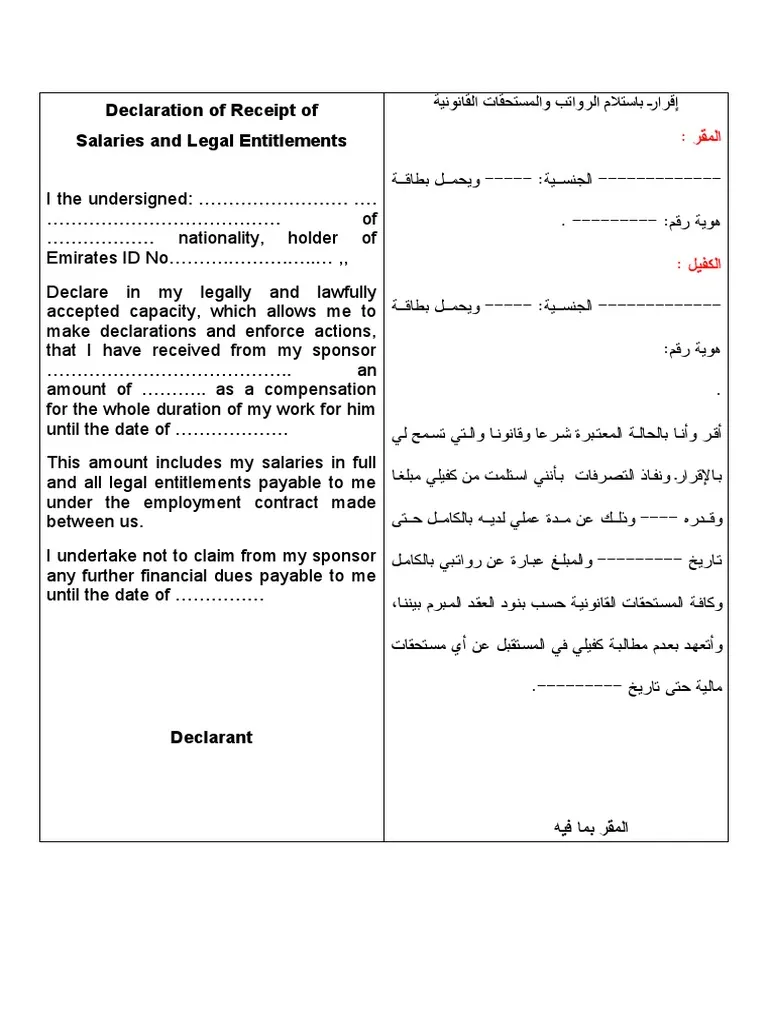 Declaration of Receipt of
Salaries and Legal Entitlements
I the undersigned: ……………………. ….
………………………………… of
……………… nationality, holder of
Emirates ID No……………………….… ,,
Declare in my legally and lawfully
accepted capacity, which allows me to
make declarations and enforce actions,
that I have received from my sponsor
………………………………….. an
amount of ……….. as a compensation
for the whole duration of my work for him
until the date of ……………….
This amount includes my salaries in full
and all legal entitlements payable to me
under the employment contract made
between us.
I undertake not to claim from my sponsor
any further financial dues payable to me
until the date of ……………
Declarant
إقرار باستلام الرواتب والمستحقات القانونية
المقر :
------------- الجنسية: ----- ويحمل بطاقة
هوية رقم: --------- .
الكفيل :
------------- الجنسية: ----- ويحمل بطاقة
هوية رقم:
.
أقر وأنا بالحالة المعتبرة شرعا وقانونا والتي تسمح لي
بالإقرار ونفاذ التصرفات بأنني استلمت من كفيلي مبلغا
وقدره ---- وذلك عن مدة عملي لديه بالكامل حتى
تاريخ --------- والمبلغ عبارة عن رواتبي بالكامل
وكافة المستحقات القانونية حسب بنود العقد المبرم بيننا،
وأتعهد بعدم مطالبة كفيلي في المستقبل عن أي مستحقات
مالية حتى تاريخ ---------.
المقر بما فيه